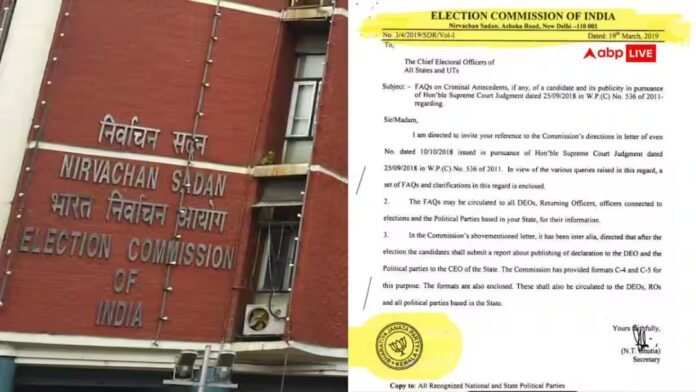 निर्वाचन सदन
NIRVACHAN SADAN
भारत निर्वाचन आयोग
ELECTION COMMISSION
OF
INDIA
ELECTION COMMISSION OF INDIA
Nirvachan Sadan, Ashoka Road, New Delhi -110 001
No. 3/4/2019/SDR/Vol-I Dated: 19th March, 2019
abp LIVE
To,
The Chief Electoral Officers of
All States and UTs
Subject: - FAQs on Criminal Antecedents, if any, of a candidate and its publicity in pursuance
of Hon'ble Supreme Court Judgment dated 25/09/2018 in W.P.(C) No. 536 of 2011-
regarding.
Sir/Madam,
I am directed to invite your reference to the Commission's directions in letter of even
No. dated 10/10/2018 issued in pursuance of Hon'ble Supreme Court Judgment dated
25/09/2018 in W.P.(C) No. 536 of 2011. In view of the various queries raised in this regard, a
set of FAQs and clarifications in this regard is enclosed.
2. The FAQs may be circulated to all DEOs, Returning Officers, officers connected to
elections and the Political Parties based in your State, for their information.
3. In the Commission's abovementioned letter, it has been inter alia, directed that after
the election the candidates shall submit a report about publishing of declaration to the DEO and
the Political parties to the CEO of the State. The Commission has provided formats C-4 and C-5 for
this purpose. The formats are also enclosed. These shall also be circulated to the DEOs, ROs
and all political parties based in the State.
BHARATIYA JANATA PARTY
KERALA
Yours faithfully,
(N.T. Bhutia)
Secretary
Copy to: All Recognized National and State Political Parties